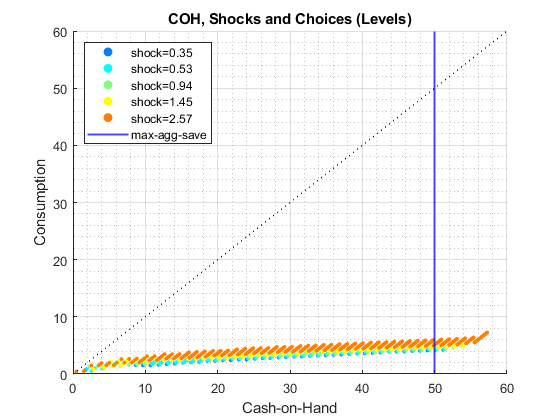 COH, Shocks and Choices (Levels)
60
50
40
30
20
10
0
Consumption
shock=0.35
shock=0.53
shock=0.94
shock=1.45
shock=2.57
max-agg-save
0
10
20
30
40
50
60
Cash-on-Hand